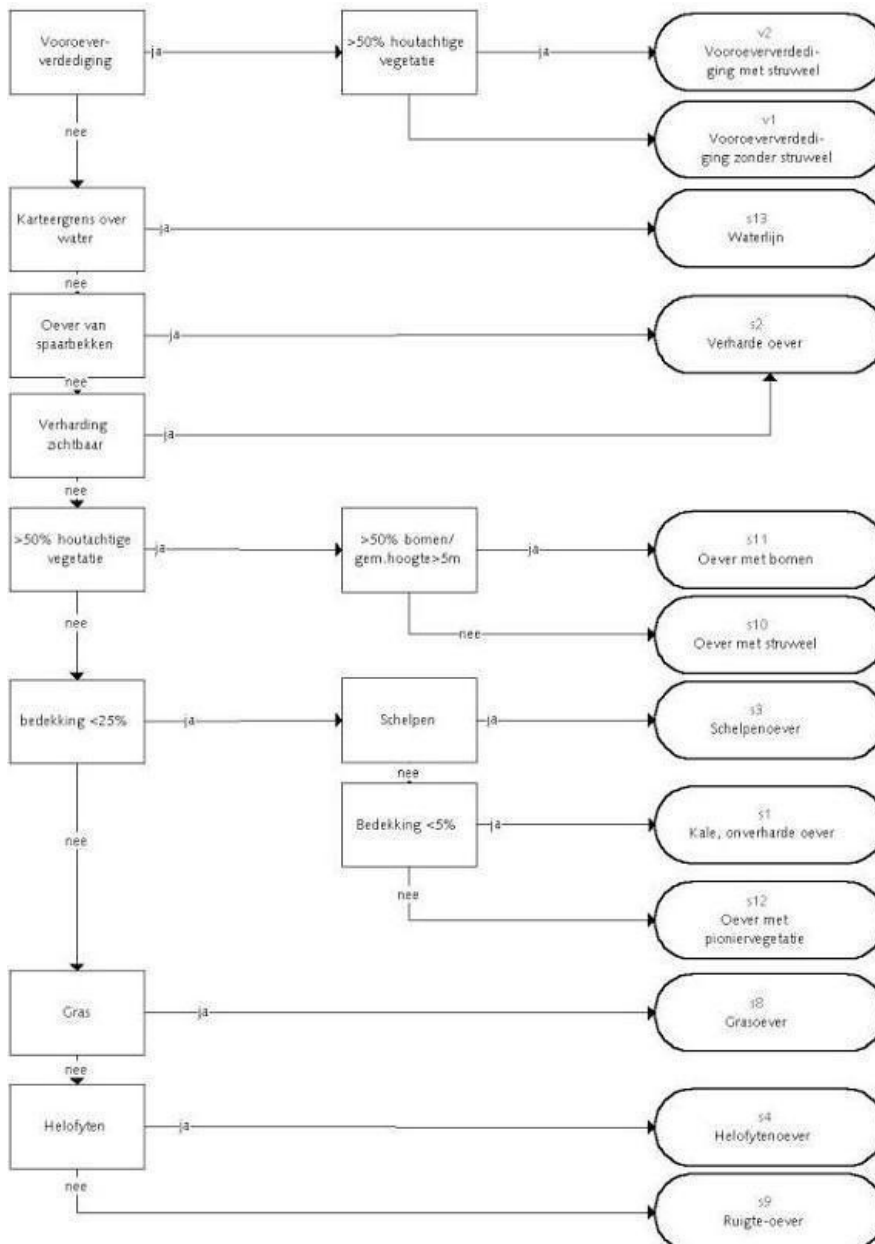 Vooroever-
verdediging
ja
>50% houtachtige
vegetatie
ja
v2
Vooroeververdedi-
ging met struweel
v1
Vooroeververdedi-
ging zonder struweel
nee
Karteergrens over
water
ja
s13
Waterlijn
nee
Oever van
spaarbekken
ja
s2
Verharde oever
nee
Verharding
zichtbaar
ja
nee
>50% houtachtige
vegetatie
ja
>50% bomen/
gem.hoogte>5m
ja
s11
Oever met bomen
nee
s10
Oever met struweel
nee
bedekking <25%
ja
Schelpen
ja
s3
Schelpenoever
nee
Bedekking <5%
ja
s1
Kale, onverharde oever
nee
s12
Oever met
pioniervegetatie
nee
Gras
ja
s8
Grasoever
nee
Helofyten
ja
s4
Helofytenoever
nee
s9
Ruigte-oever